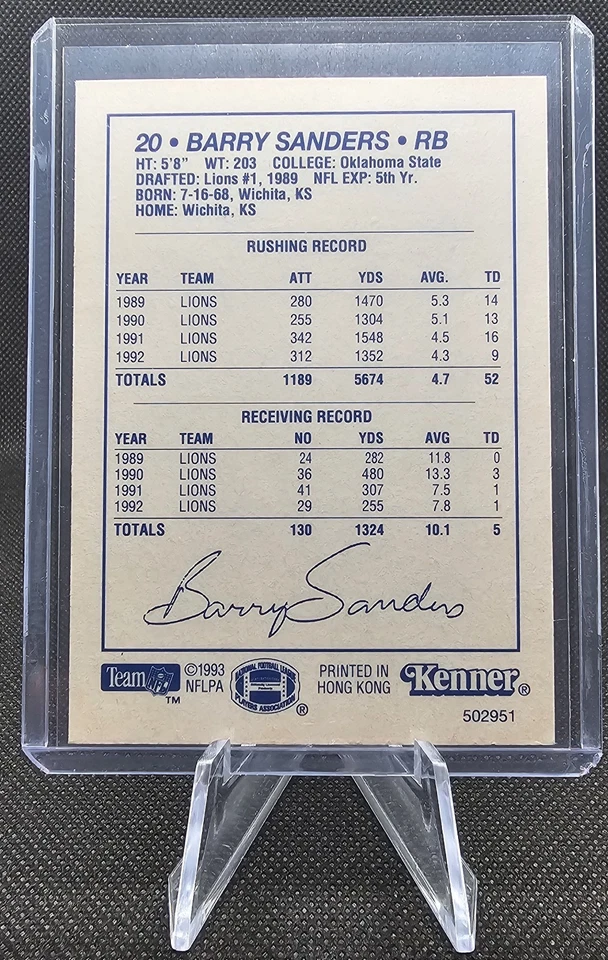 20 • BARRY SANDERS • RB
HT: 5'8" WT: 203 COLLEGE: Oklahoma State
DRAFTED: Lions #1, 1989 NFL EXP: 5th Yr.
BORN: 7-16-68, Wichita, KS
HOME: Wichita, KS
RUSHING RECORD
YEAR TEAM ATT YDS AVG. TD
1989 LIONS 280 1470 5.3 14
1990 LIONS 255 1304 5.1 13
1991 LIONS 342 1548 4.5 16
1992 LIONS 312 1352 4.3 9
TOTALS 1189 5674 4.7 52
RECEIVING RECORD
YEAR TEAM NO YDS AVG TD
1989 LIONS 24 282 11.8 0
1990 LIONS 36 480 13.3 3
1991 LIONS 41 307 7.5 1
1992 LIONS 29 255 7.8 1
TOTALS 130 1324 10.1 5
Barry Sanders
Team NFL ™
©1993 NFLPA
NATIONAL FOOTBALL LEAGUE
PLAYERS ASSOCIATION ®
PRINTED IN
HONG KONG
Kenner®
502951